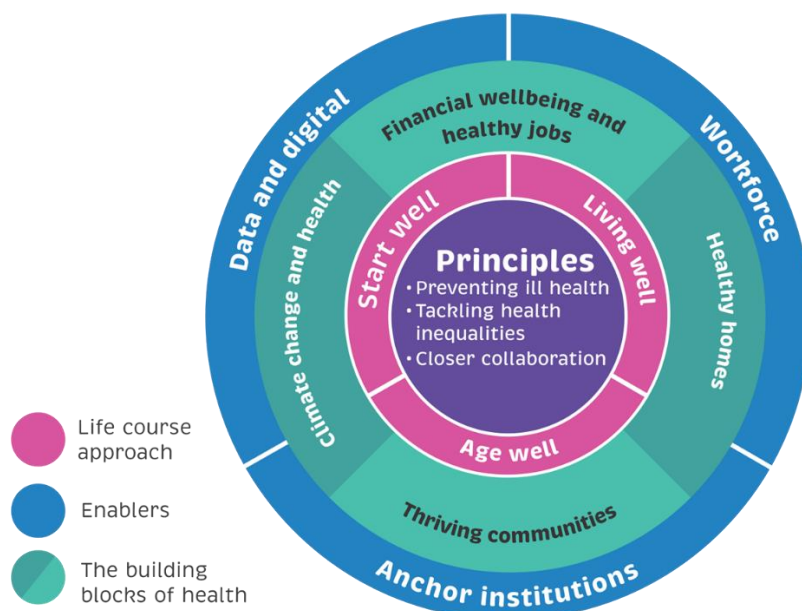 Data and digital
Workforce
Anchor institutions
Financial wellbeing and
healthy jobs
Climate change and health
Healthy homes
Thriving communities
Start well
Living well
Age well
Principles
• Preventing ill health
• Tackling health
inequalities
• Closer collaboration
Life course
approach
Enablers
The building
blocks of health